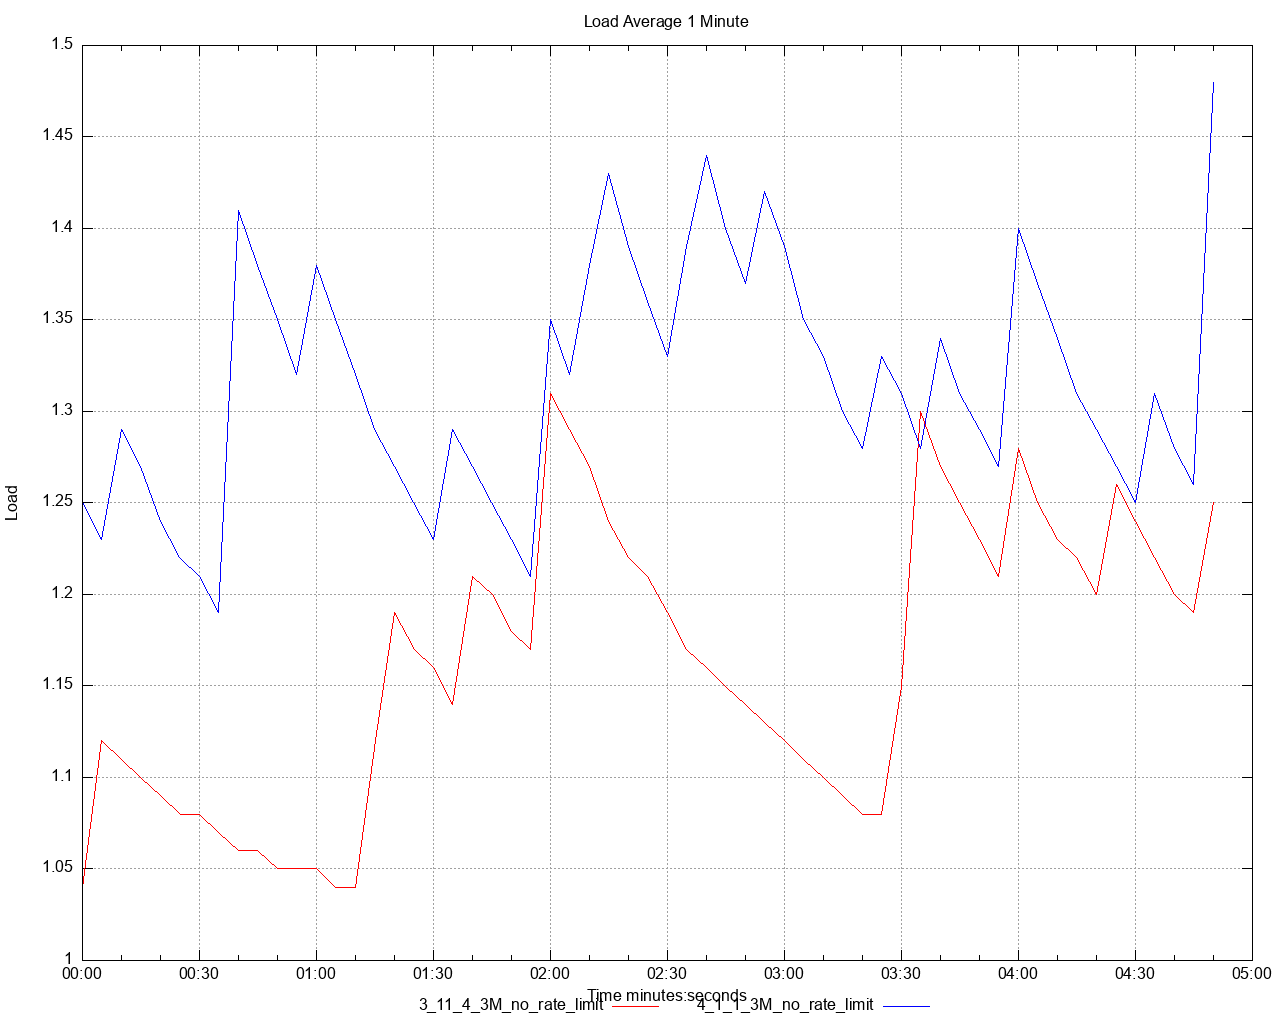 Load Average 1 Minute
1.5
1.45
1.4
1.35
1.3
1.25
1.2
1.15
1.1
1.05
1
Load
00:00 00:30 01:00 01:30 02:00 02:30 03:00 03:30 04:00 04:30 05:00
Time minutes:seconds
3_11_4_3M_no_rate_limit 4_1_1_3M_no_rate_limit